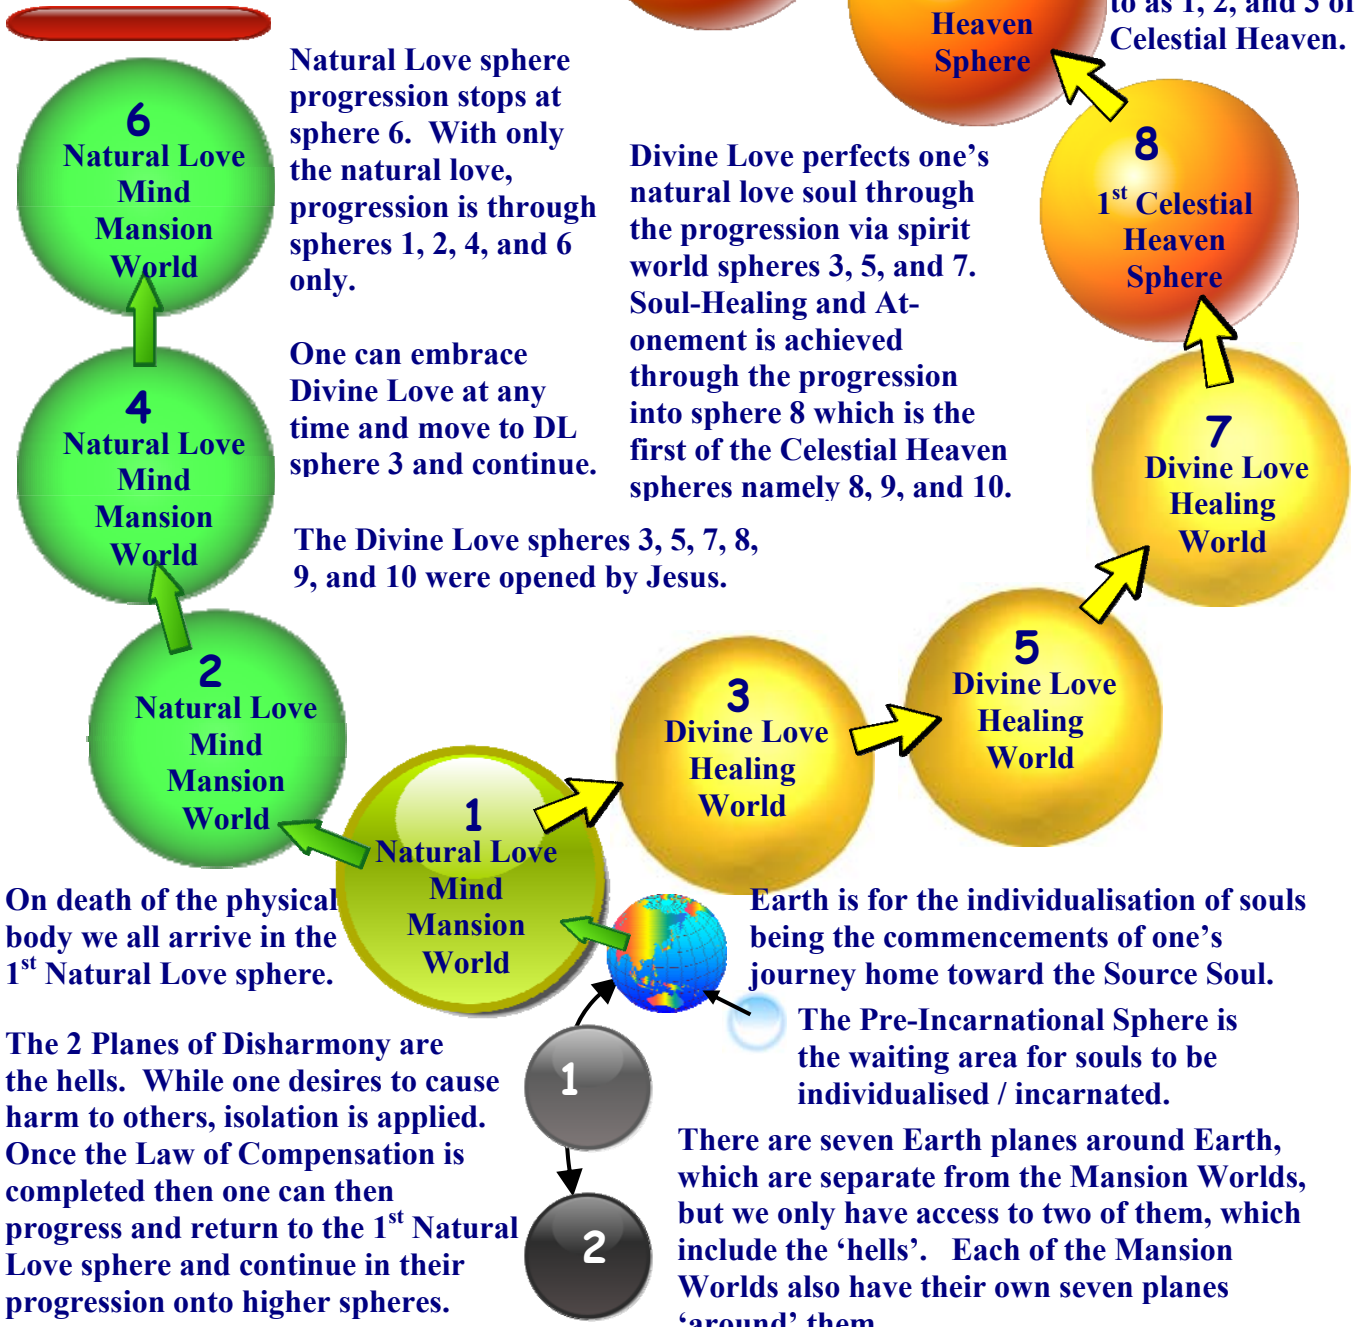 Heaven
Sphere
to as 1, 2, and 3 of
Celestial Heaven.
Natural Love sphere
progression stops at
sphere 6. With only
the natural love,
progression is through
spheres 1, 2, 4, and 6
only.
One can embrace
Divine Love at any
time and move to DL
sphere 3 and continue.
Divine Love perfects one’s
natural love soul through
the progression via spirit
world spheres 3, 5, and 7.
Soul-Healing and At-
onement is achieved
through the progression
into sphere 8 which is the
first of the Celestial Heaven
spheres namely 8, 9, and 10.
The Divine Love spheres 3, 5, 7, 8,
9, and 10 were opened by Jesus.
6
Natural Love
Mind
Mansion
World
4
Natural Love
Mind
Mansion
World
2
Natural Love
Mind
Mansion
World
1
Natural Love
Mind
Mansion
World
3
Divine Love
Healing
World
5
Divine Love
Healing
World
7
Divine Love
Healing
World
8
1st Celestial
Heaven
Sphere
On death of the physical
body we all arrive in the
1st Natural Love sphere.
The 2 Planes of Disharmony are
the hells. While one desires to cause
harm to others, isolation is applied.
Once the Law of Compensation is
completed then one can then
progress and return to the 1st Natural
Love sphere and continue in their
progression onto higher spheres.
1
2
Earth is for the individualisation of souls
being the commencements of one’s
journey home toward the Source Soul.
The Pre-Incarnational Sphere is
the waiting area for souls to be
individualised / incarnated.
There are seven Earth planes around Earth,
which are separate from the Mansion Worlds,
but we only have access to two of them, which
include the ‘hells’. Each of the Mansion
Worlds also have their own seven planes
‘around’ them